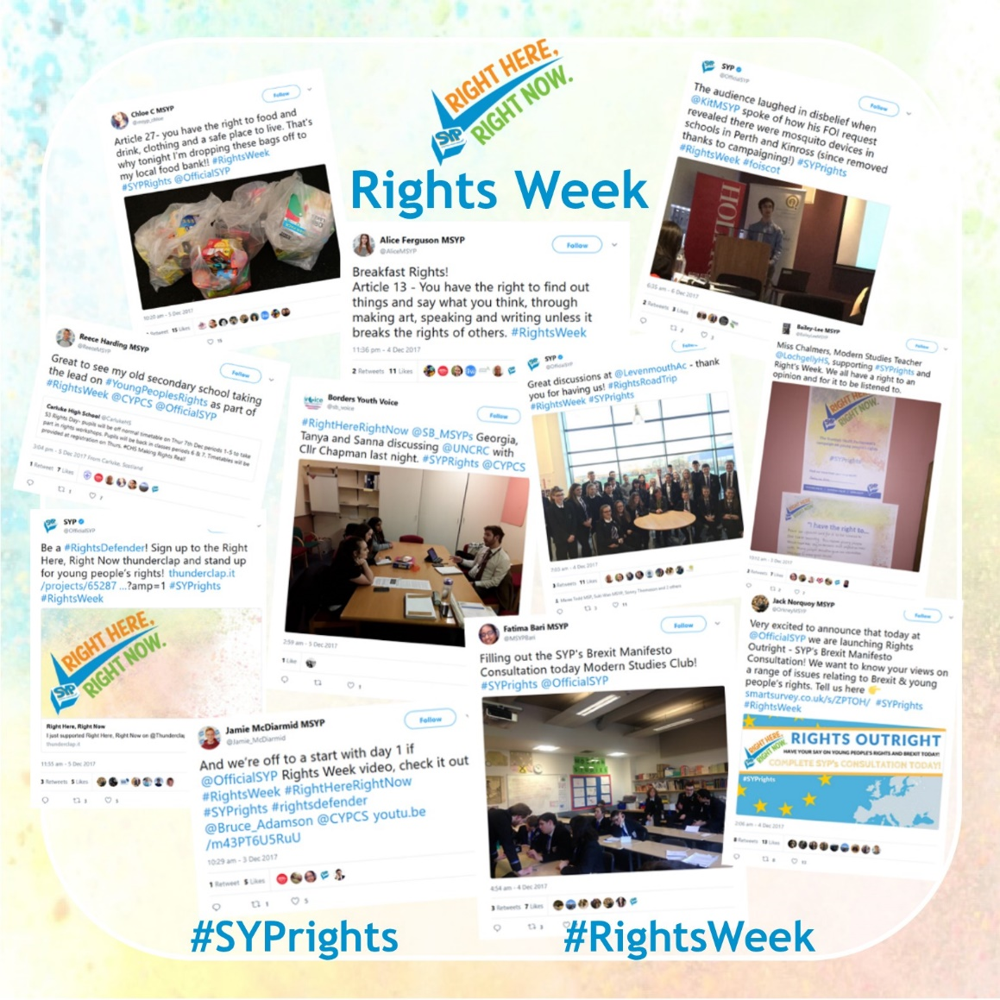 RIGHT HERE,
RIGHT NOW.
SYP
Rights Week
Chloe C MSYP
Follow
Article 27- you have the right to food and
drink, clothing and a safe place to live. That's
why tonight I'm dropping these bags off to
my local food bank!! #RightsWeek
#SYPRights @OfficialSYP
10:20 am - 5 Dec 2017
15 Likes
15
SYP
@OfficialSYP
Follow
The audience laughed in disbelief when
@KitMSYP spoke of how his FOI request
revealed there were mosquito devices in
schools in Perth and Kinross (since removed
thanks to campaigning!) #SYPrights
#RightsWeek #foiscot
6:35 am - 6 Dec 2017
2 Retweets 3 Likes
Alice Ferguson MSYP
@AliceMSYP
Follow
Breakfast Rights!
Article 13 - You have the right to find out
things and say what you think, through
making art, speaking and writing unless it
breaks the rights of others. #RightsWeek
11:36 pm - 4 Dec 2017
2 Retweets 11 Likes
Reece Harding MSYP
@ReeceMSYP
Follow
Great to see my old secondary school taking
the lead on #YoungPeoplesRights as part of
#RightsWeek @CYPCS @OfficialSYP
Carluke High School
S3 Rights Day- pupils will be off normal timetable on Thur 7th Dec periods 1-5 to take
part in rights workshops. Pupils will be back in classes periods 6 & 7. Timetables will be
provided at registration on Thurs. #CHS Making Rights Real!
3:04 pm - 5 Dec 2017 From Carluke, Scotland
1 Retweet 7 Likes
Borders Youth Voice
@sb_voice
Follow
#RightHereRightNow @SB_MSYPs Georgia,
Tanya and Sanna discussing @UNCRC with
Cllr Chapman last night. #SYPRights @CYPCS
2:59 am - 5 Dec 2017
1 Like
SYP
@OfficialSYP
Great discussions at @LevenmouthAc - thank
you for having us! #RightsRoadTrip
#RightsWeek #SYPrights
7:03 am - 4 Dec 2017
3 Retweets 11 Likes
Bailey-Lee MSYP
Follow
Miss Chalmers, Modern Studies Teacher
@LochgellyHS, supporting #SYPrights and
Right's Week. We all have a right to an
opinion and for it to be listened to.
RIGHT HERE,
RIGHT NOW.
#SYPrights
"I have the right to...
SYP
@OfficialSYP
Be a #RightsDefender! Sign up to the Right
Here, Right Now thunderclap and stand up
for young people's rights! thunderclap.it
/projects/65287 ...?amp=1 #SYPrights
#RightsWeek
RIGHT HERE,
RIGHT NOW.
SYP
Right Here, Right Now
I just supported Right Here, Right Now on @Thunderclap
thunderclap.it
11:55 am - 5 Dec 2017
3 Retweets 5 Likes
Jamie McDiarmid MSYP
@Jamie_McDiarmid
Follow
And we're off to a start with day 1 if
@OfficialSYP Rights Week video, check it out
#RightsWeek #RightHereRightNow
#SYPrights #rightsdefender
@Bruce_Adamson @CYPCS youtu.be
/m43PT6U5RuU
10:29 am - 3 Dec 2017
1 Retweet 5 Likes
Fatima Bari MSYP
@MSYPBari
Follow
Filling out the SYP's Brexit Manifesto
Consultation today Modern Studies Club!
#SYPrights @OfficialSYP
4:54 am - 4 Dec 2017
3 Retweets 7 Likes
Jack Norquoy MSYP
@OrkneyMSYP
Follow
Very excited to announce that today at
@OfficialSYP we are launching Rights
Outright - SYP's Brexit Manifesto
Consultation! We want to know your views on
a range of issues relating to Brexit & young
people's rights. Tell us here
smartsurvey.co.uk/s/ZPTOH/ #SYPrights
#RightsWeek
RIGHT HERE,
RIGHT NOW.
RIGHTS OUTRIGHT
HAVE YOUR SAY ON YOUNG PEOPLE'S RIGHTS AND BREXIT TODAY!
COMPLETE SYP's CONSULTATION TODAY!
#SYPrights
3:06 am - 4 Dec 2017
8 Retweets 13 Likes
#SYPrights
#RightsWeek